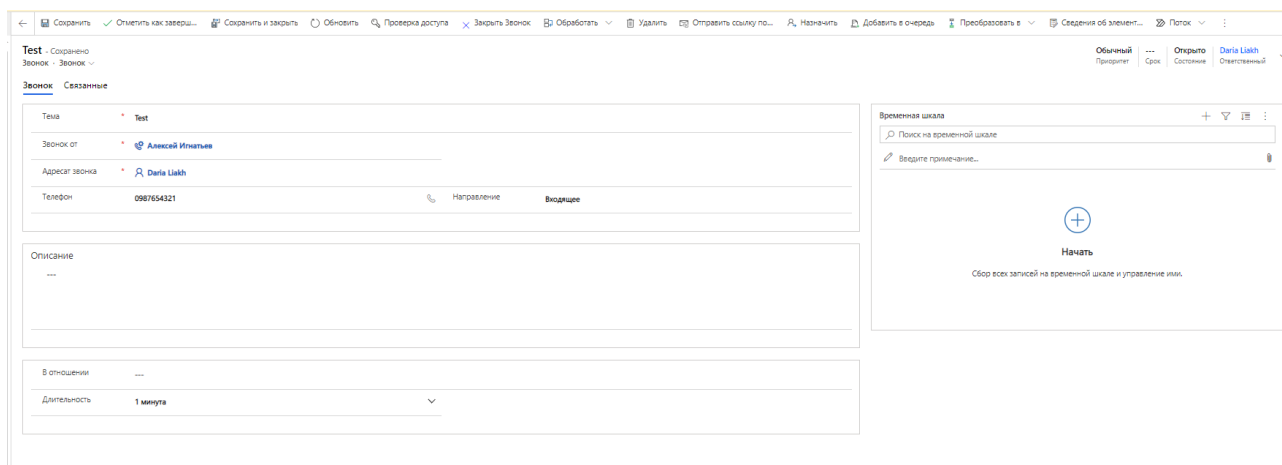 Сохранить Отметить как заверш... Сохранить и закрыть Обновить Проверка доступа Закрыть Звонок Обработать Удалить Отправить ссылку по... Назначить Добавить в очередь Преобразовать в Сведения об элемент... Поток
Test - Сохранено
Звонок · Звонок
Обычный --- Открыто Daria Liakh
Приоритет Срок Состояние Ответственный
Звонок Связанные
Тема * Test
Звонок от * Алексей Игнатьев
Адресат звонка * Daria Liakh
Телефон 0987654321 Направление Входящее
Описание
---
В отношении ---
Длительность 1 минута
Временная шкала
Поиск на временной шкале
Введите примечание...
Начать
Сбор всех записей на временной шкале и управление ими.